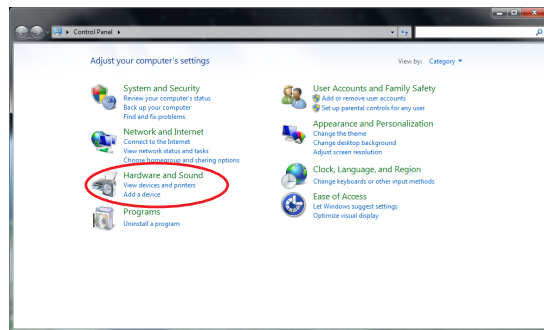 Control Panel
Adjust your computer's settings
View by: Category
System and Security
Review your computer's status
Back up your computer
Find and fix problems
Network and Internet
Connect to the Internet
View network status and tasks
Choose homegroup and sharing options
Hardware and Sound
View devices and printers
Add a device
Programs
Uninstall a program
User Accounts and Family Safety
Add or remove user accounts
Set up parental controls for any user
Appearance and Personalization
Change the theme
Change desktop background
Adjust screen resolution
Clock, Language, and Region
Change keyboards or other input methods
Ease of Access
Let Windows suggest settings
Optimize visual display